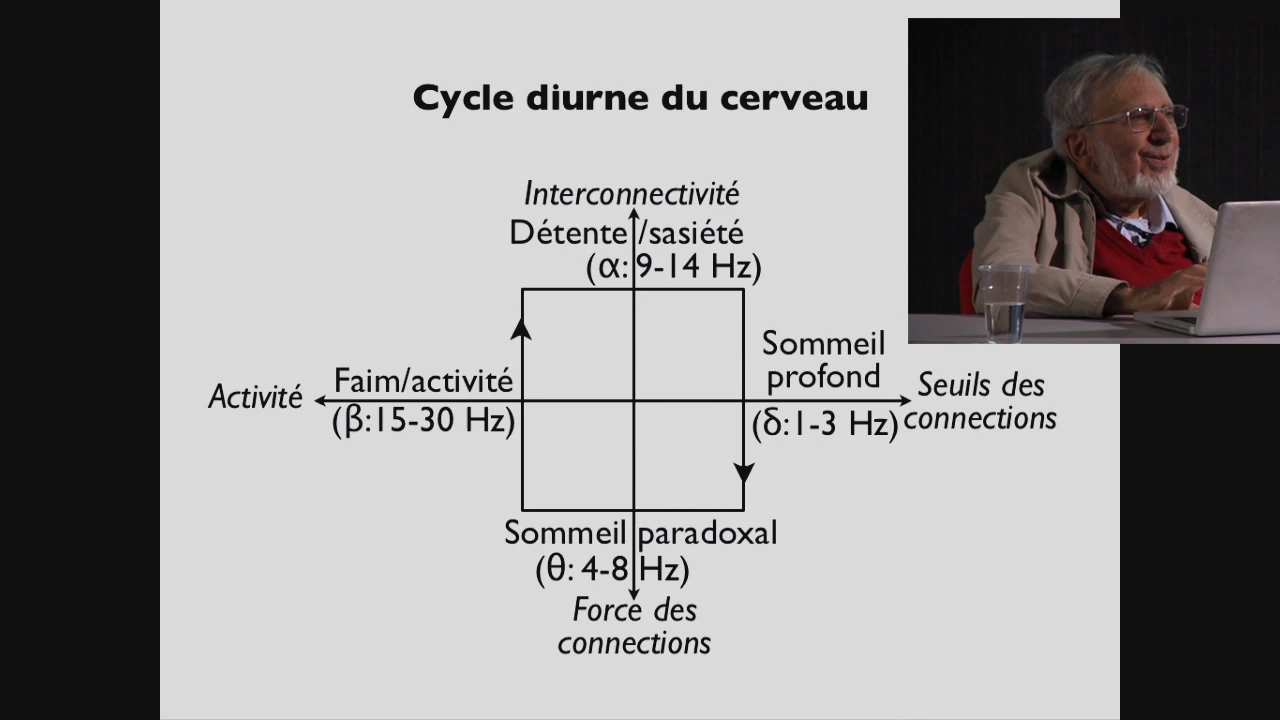 Cycle diurne du cerveau
Interconnectivité
Détente/sasiété
(α: 9-14 Hz)
Sommeil
profond
(δ: 1-3 Hz)
Seuils des
connections
Faim/activité
(β:15-30 Hz)
Activité
Sommeil paradoxal
(θ: 4-8 Hz)
Force des
connections